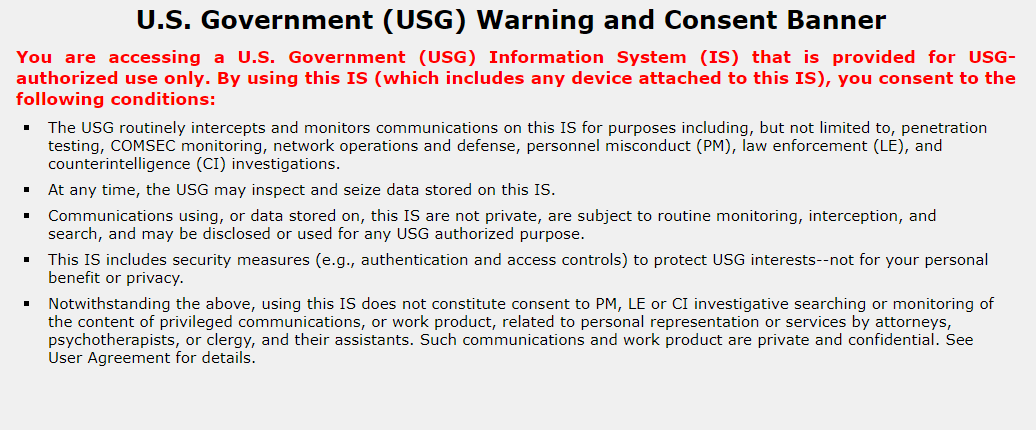 U.S. Government (USG) Warning and Consent Banner
You are accessing a U.S. Government (USG) Information System (IS) that is provided for USG-
authorized use only. By using this IS (which includes any device attached to this IS), you consent to the
following conditions:
▪ The USG routinely intercepts and monitors communications on this IS for purposes including, but not limited to, penetration
testing, COMSEC monitoring, network operations and defense, personnel misconduct (PM), law enforcement (LE), and
counterintelligence (CI) investigations.
▪ At any time, the USG may inspect and seize data stored on this IS.
▪ Communications using, or data stored on, this IS are not private, are subject to routine monitoring, interception, and
search, and may be disclosed or used for any USG authorized purpose.
▪ This IS includes security measures (e.g., authentication and access controls) to protect USG interests--not for your personal
benefit or privacy.
▪ Notwithstanding the above, using this IS does not constitute consent to PM, LE or CI investigative searching or monitoring of
the content of privileged communications, or work product, related to personal representation or services by attorneys,
psychotherapists, or clergy, and their assistants. Such communications and work product are private and confidential. See
User Agreement for details.